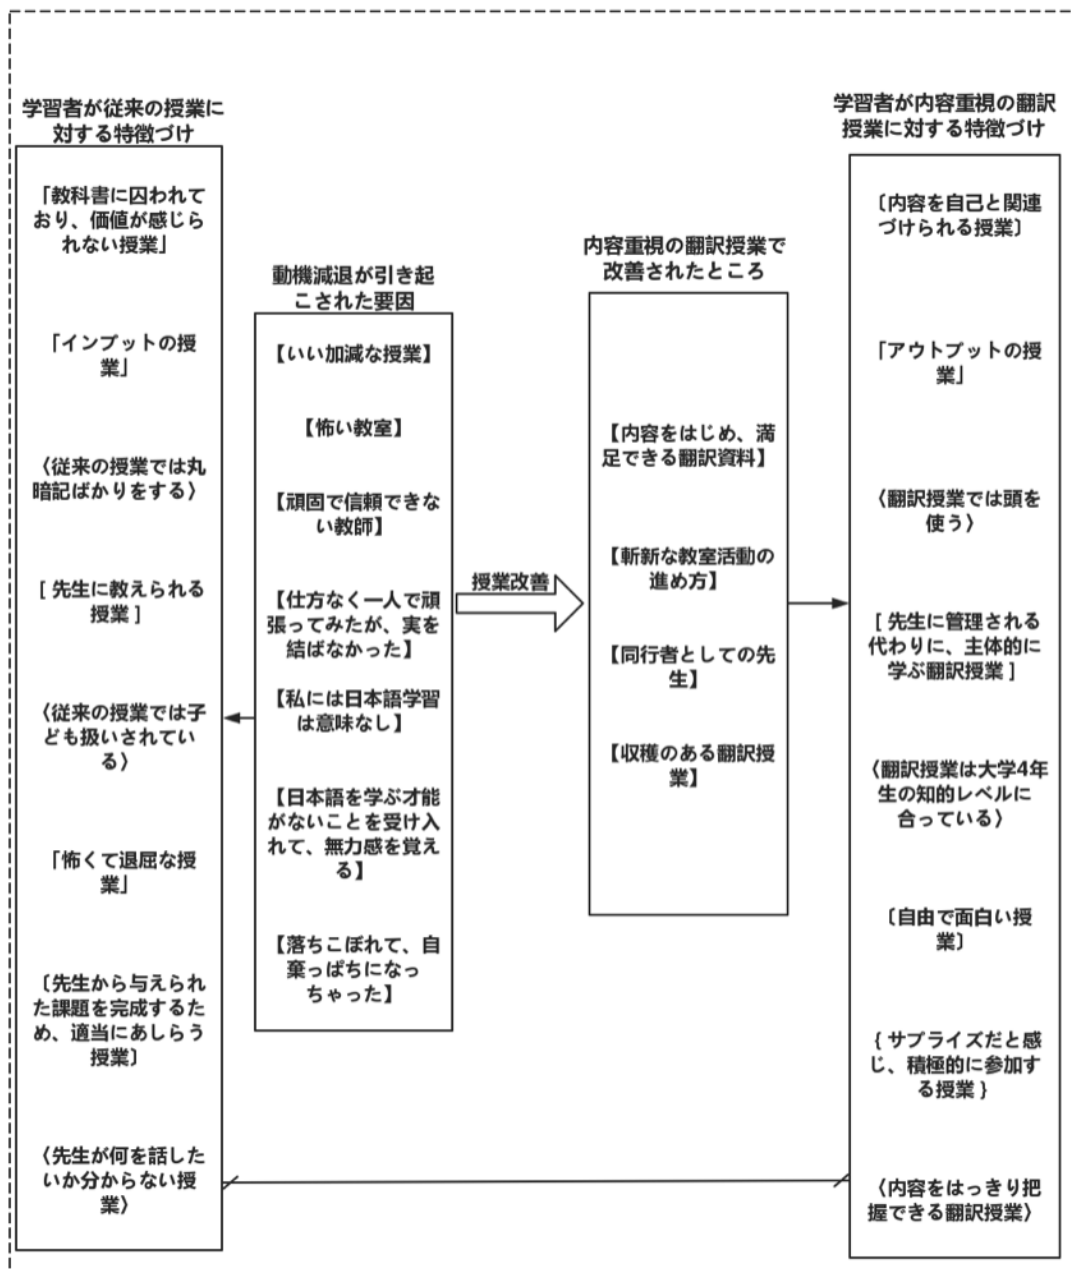 学習者が従来の授業に
対する特徴づけ
「教科書に囚われて
おり、価値が感じら
れない授業」
「インプットの授
業」
〈従来の授業では丸
暗記ばかりをする〉
[ 先生に教えられる
授業 ]
〈従来の授業では子
ども扱いされてい
る〉
「怖くて退屈な授
業」
〔先生から与えられ
た課題を完成するた
め、適当にあしらう
授業〕
〈先生が何を話した
いか分からない授
業〉
動機減退が引き起
こされた要因
【いい加減な授業】
【怖い教室】
【頑固で信頼できな
い教師】
【仕方なく一人で頑
張ってみたが、実を
結ばなかった】
【私には日本語学習
は意味なし】
【日本語を学ぶ才能
がないことを受け入
れて、無力感を覚え
る】
【落ちこぼれて、自
棄っぱちになっ
ちゃった】
授業改善
内容重視の翻訳授業で
改善されたところ
【内容をはじめ、満
足できる翻訳資料】
【斬新な教室活動の
進め方】
【同行者としての先
生】
【収穫のある翻訳授
業】
学習者が内容重視の翻訳
授業に対する特徴づけ
〔内容を自己と関連
づけられる授業〕
「アウトプットの授
業」
〈翻訳授業では頭を
使う〉
[ 先生に管理される
代わりに、主体的に
学ぶ翻訳授業 ]
〈翻訳授業は大学4年
生の知的レベルに
合っている〉
〔自由で面白い授
業〕
{ サプライズだと感
じ、積極的に参加す
る授業 }
〈内容をはっきり把
握できる翻訳授業〉